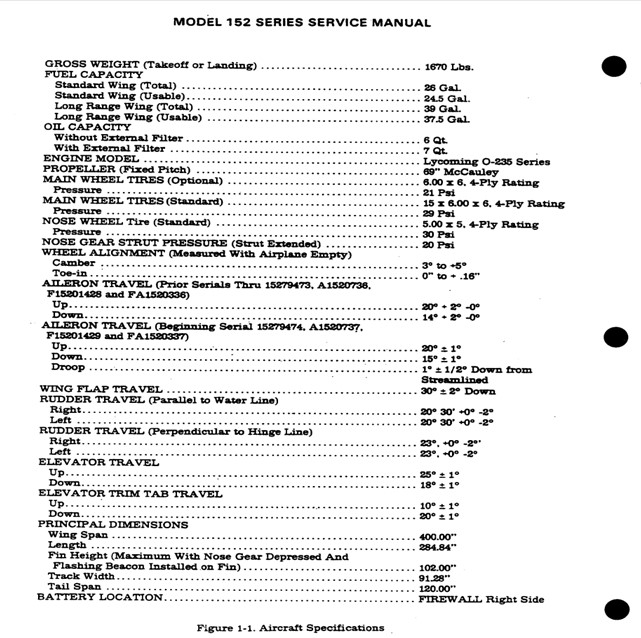 MODEL 152 SERIES SERVICE MANUAL
GROSS WEIGHT (Takeoff or Landing) ................................ 1670 Lbs.
FUEL CAPACITY
Standard Wing (Total) ................................ 26 Gal.
Standard Wing (Usable)................................ 24.5 Gal.
Long Range Wing (Total) ................................ 39 Gal.
Long Range Wing (Usable) ................................ 37.5 Gal.
OIL CAPACITY
Without External Filter ................................ 6 Qt.
With External Filter ................................ 7 Qt.
ENGINE MODEL ................................ Lycoming O-235 Series
PROPELLER (Fixed Pitch) ................................ 69" McCauley
MAIN WHEEL TIRES (Optional) ................................ 6.00 x 6, 4-Ply Rating
Pressure ................................ 21 Psi
MAIN WHEEL TIRES (Standard) ................................ 15 x 6.00 x 6, 4-Ply Rating
Pressure ................................ 29 Psi
NOSE WHEEL Tire (Standard) ................................ 5.00 x 5, 4-Ply Rating
Pressure ................................ 30 Psi
NOSE GEAR STRUT PRESSURE (Strut Extended) ................ 20 Psi
WHEEL ALIGNMENT (Measured With Airplane Empty)
Camber ................................ 3° to +5°
Toe-in ................................ 0" to + .16"
AILERON TRAVEL (Prior Serials Thru 15279473, A1520736,
F15201428 and FA1520336)
Up................................ 20° + 2° -0°
Down................................ 14° + 2° -0°
AILERON TRAVEL (Beginning Serial 15279474, A1520737,
F15201429 and FA1520337)
Up................................ 20° ± 1°
Down................................ 15° ± 1°
Droop ................................ 1° ± 1/2° Down from
Streamlined
WING FLAP TRAVEL ................................ 30° ± 2° Down
RUDDER TRAVEL (Parallel to Water Line)
Right................................ 20° 30' +0° -2°
Left ................................ 20° 30' +0° -2°
RUDDER TRAVEL (Perpendicular to Hinge Line)
Right................................ 23°, +0° -2°'
Left ................................ 23°, +0° -2°
ELEVATOR TRAVEL
Up................................ 25° ± 1°
Down................................ 18° ± 1°
ELEVATOR TRIM TAB TRAVEL
Up................................ 10° ± 1°
Down................................ 20° ± 1°
PRINCIPAL DIMENSIONS
Wing Span ................................ 400.00"
Length ................................ 284.84"
Fin Height (Maximum With Nose Gear Depressed And
Flashing Beacon Installed on Fin) ................................ 102.00"
Track Width................................ 91.28"
Tail Span ................................ 120.00"
BATTERY LOCATION................................ FIREWALL Right Side
Figure 1-1. Aircraft Specifications